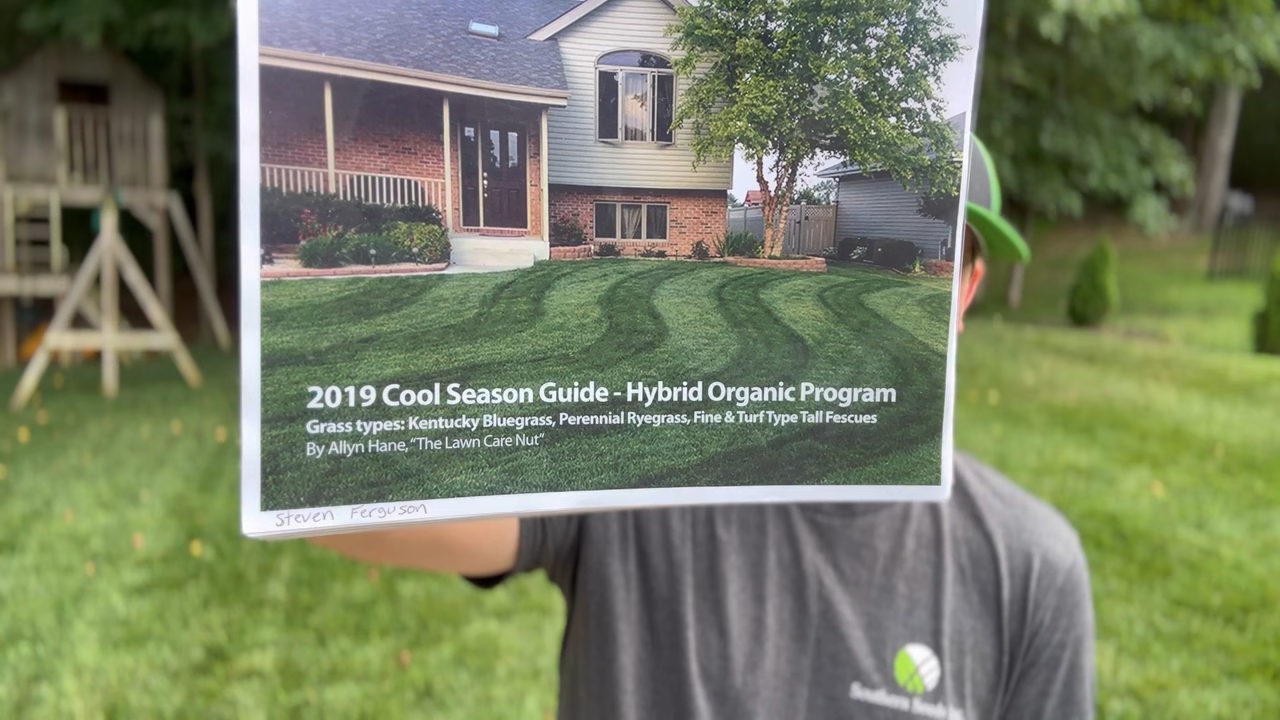 2019 Cool Season Guide - Hybrid Organic Program
Grass types: Kentucky Bluegrass, Perennial Ryegrass, Fine & Turf Type Tall Fescues
By Allyn Hane, "The Lawn Care Nut"
Steven Ferguson
Southern